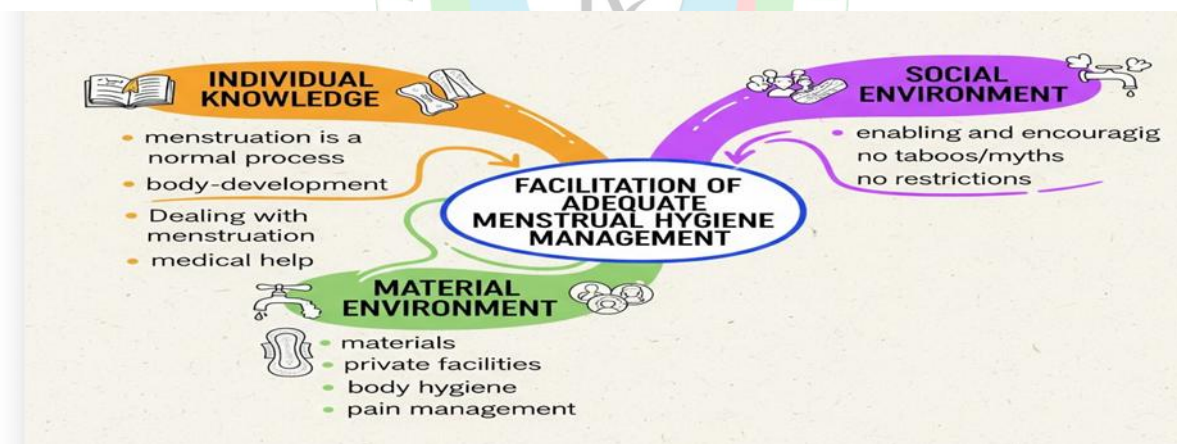 INDIVIDUAL
KNOWLEDGE
• menstruation is a
normal process
• body-development
• Dealing with
menstruation
• medical help
SOCIAL
ENVIRONMENT
• enabling and encouragig
no taboos/myths
no restrictions
FACILITATION OF
ADEQUATE
MENSTRUAL HYGIENE
MANAGEMENT
MATERIAL
ENVIRONMENT
• materials
• private facilities
• body hygiene
• pain management